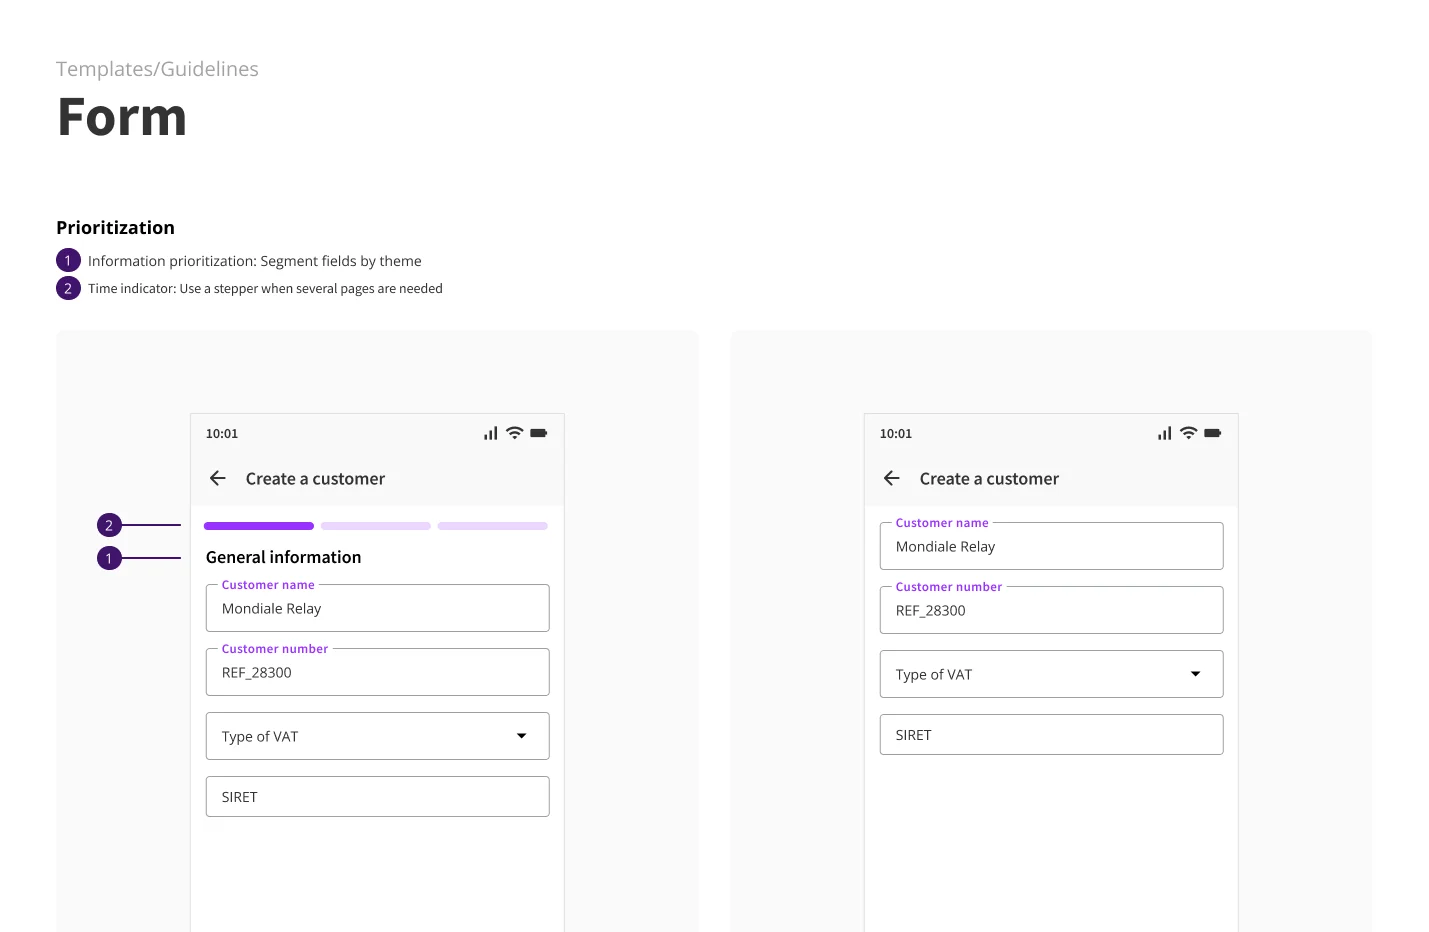 Templates/Guidelines
Form
Prioritization
1 Information prioritization: Segment fields by theme
2 Time indicator: Use a stepper when several pages are needed
10:01
Create a customer
2
1 General information
Customer name
Mondiale Relay
Customer number
REF_28300
Type of VAT
SIRET
10:01
Create a customer
Customer name
Mondiale Relay
Customer number
REF_28300
Type of VAT
SIRET